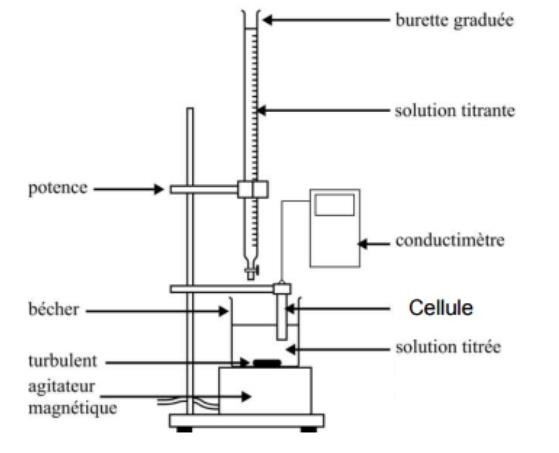 burette graduée
solution titrante
potence
conductimètre
bécher
Cellule
solution titrée
turbulent
agitateur
magnétique